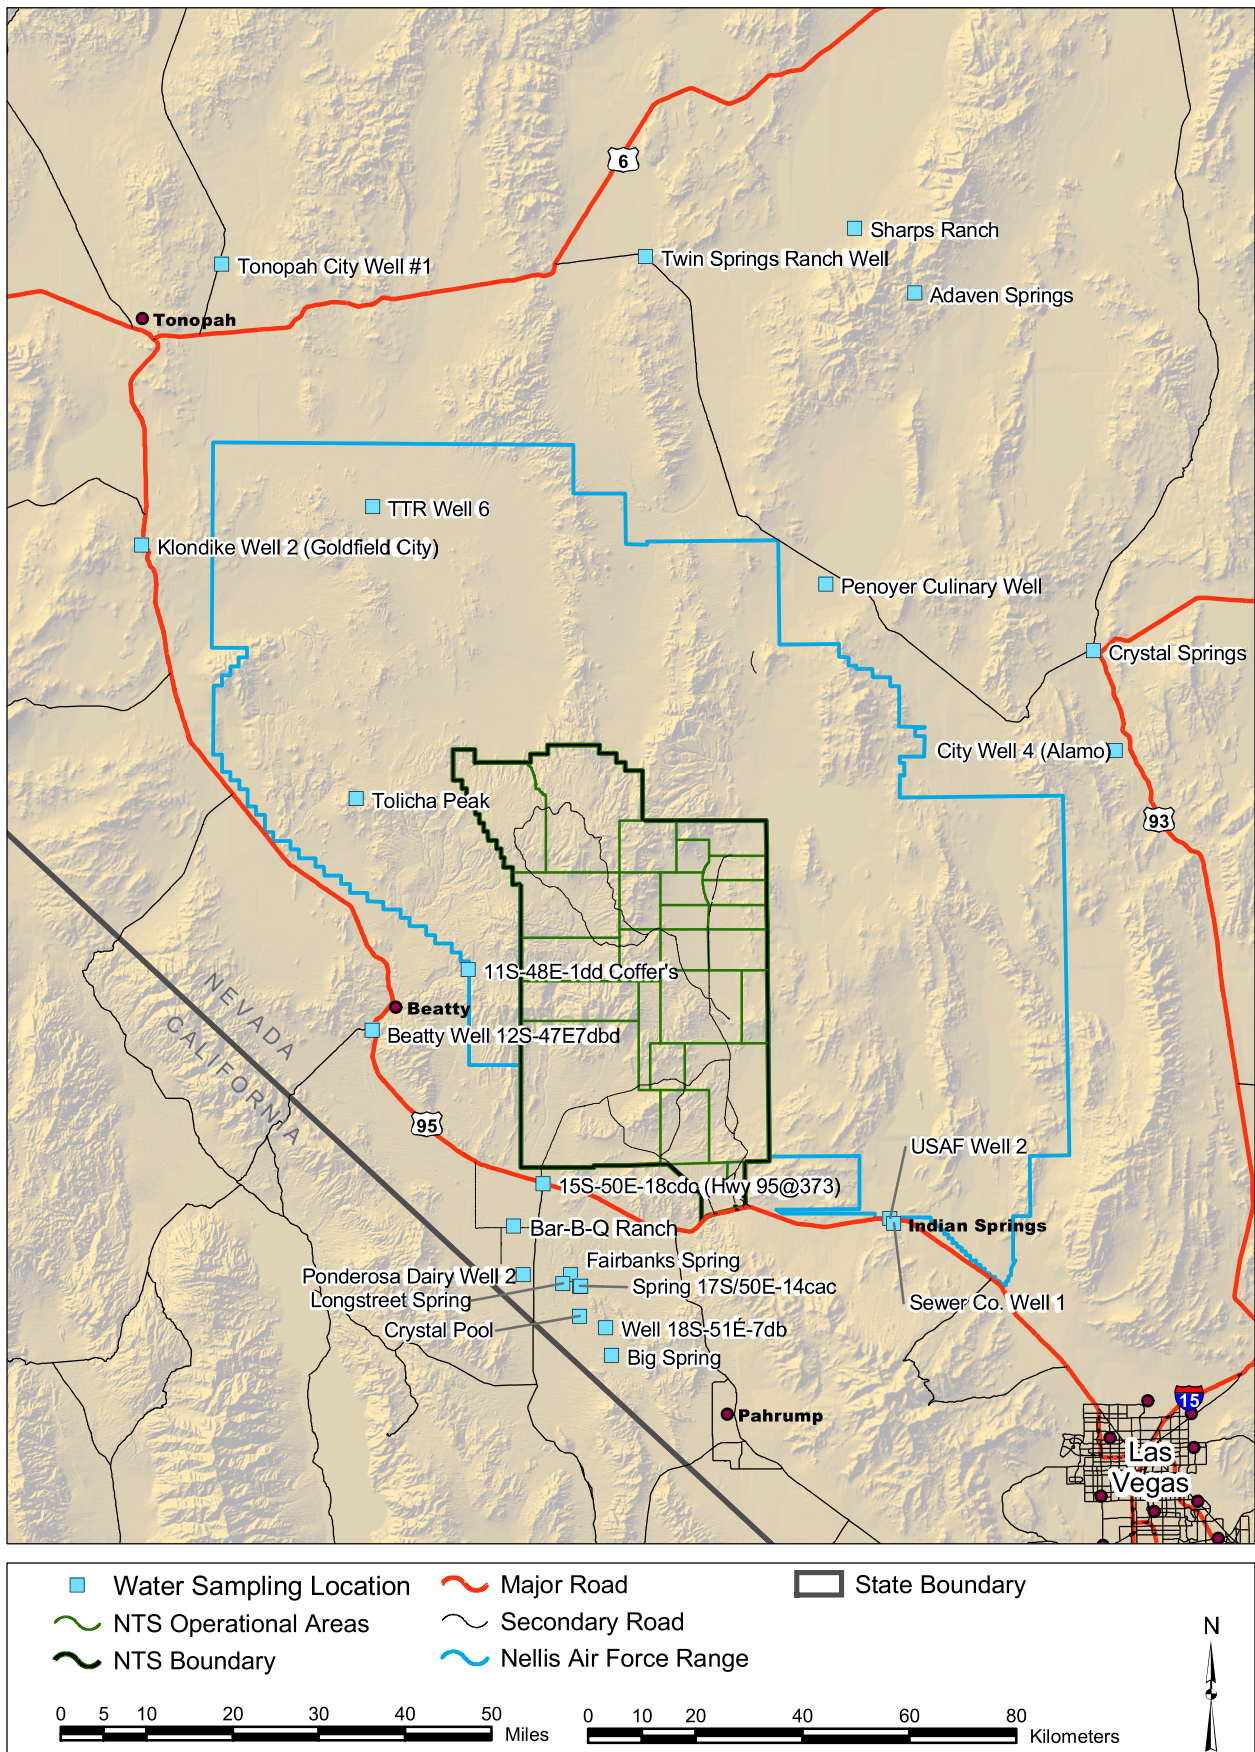 6
Sharps Ranch
Twin Springs Ranch Well
Tonopah City Well #1
Adaven Springs
Tonopah
TTR Well 6
Klondike Well 2 (Goldfield City)
Penoyer Culinary Well
Crystal Springs
City Well 4 (Alamo)
Tolicha Peak
93
11S-48E-1dd Coffer's
NEVADA
Beatty
CALIFORNIA
Beatty Well 12S-47E7dbd
95
USAF Well 2
15S-50E-18cdc (Hwy 95@373)
Bar-B-Q Ranch
Indian Springs
Fairbanks Spring
Ponderosa Dairy Well 2
Spring 17S/50E-14cac
Longstreet Spring
Sewer Co. Well 1
Crystal Pool
Well 18S-51E-7db
Big Spring
15
Pahrump
Las
Vegas
Water Sampling Location
Major Road
State Boundary
NTS Operational Areas
Secondary Road
NTS Boundary
Nellis Air Force Range
N
0 5 10 20 30 40 50 Miles
0 10 20 40 60 80 Kilometers